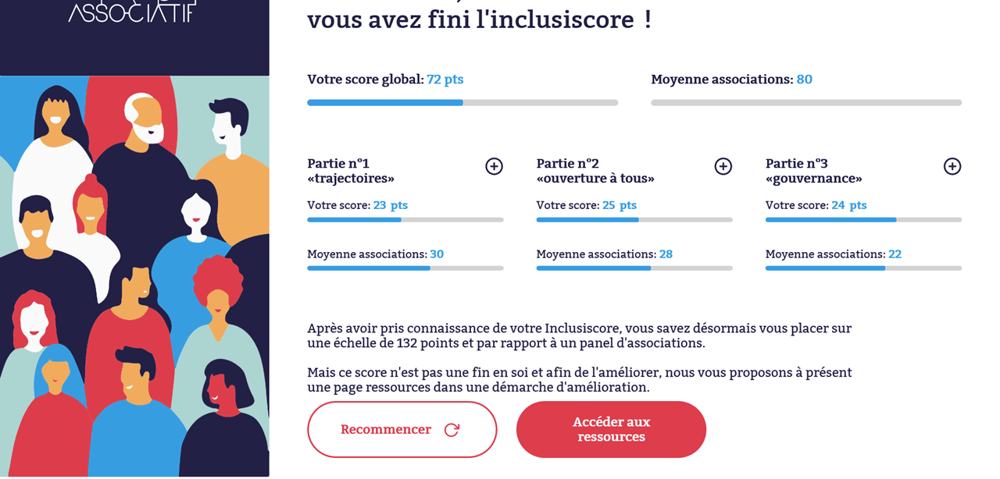 ASSOCIATIF
vous avez fini l'inclusiscore !
Votre score global: 72 pts
Moyenne associations: 80
Partie n°1
«trajectoires»
Votre score: 23 pts
Moyenne associations: 30
Partie n°2
«ouverture à tous»
Votre score: 25 pts
Moyenne associations: 28
Partie n°3
«gouvernance»
Votre score: 24 pts
Moyenne associations: 22
Après avoir pris connaissance de votre Inclusiscore, vous savez désormais vous placer sur
une échelle de 132 points et par rapport à un panel d'associations.
Mais ce score n'est pas une fin en soi et afin de l'améliorer, nous vous proposons à présent
une page ressources dans une démarche d'amélioration.
Recommencer
Accéder aux
ressources